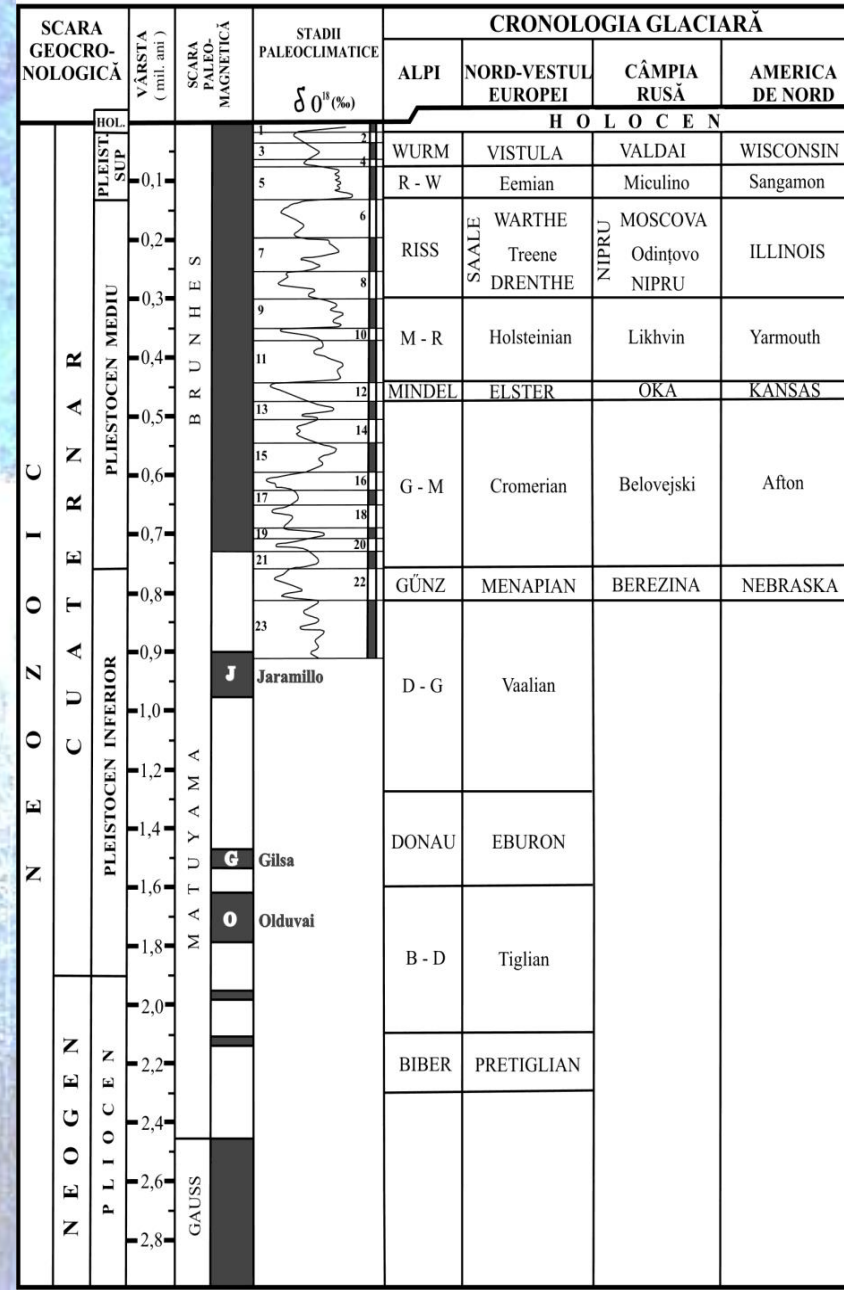 SCARA
GEOCRO-
NOLOGICĂ
VÂRSTA
( mil. ani )
SCARA
PALEO-
MAGNETICĂ
STADII
PALEOCLIMATICE
δ O¹⁸(‰)
CRONOLOGIA GLACIARĂ
ALPI
NORD-VESTUL
EUROPEI
CÂMPIA
RUSĂ
AMERICA
DE NORD
HOL.
H O L O C E N
NEOZOIC
CUATERNAR
NEOGEN
PLEIST.
SUP
PLIESTOCEN MEDIU
PLEISTOCEN INFERIOR
PLIOCEN
0,1
0,2
0,3
0,4
0,5
0,6
0,7
0,8
0,9
1,0
1,2
1,4
1,6
1,8
2,0
2,2
2,4
2,6
2,8
BRUNHES
MATUYAMA
GAUSS
J Jaramillo
G Gilsa
O Olduvai
1
2
3
4
5
6
7
8
9
10
11
12
13
14
15
16
17
18
19
20
21
22
23
WURM VISTULA VALDAI WISCONSIN
R - W Eemian Miculino Sangamon
RISS
SAALE
WARTHE
Treene
DRENTHE
NIPRU
MOSCOVA
Odințovo
NIPRU
ILLINOIS
M - R Holsteinian Likhvin Yarmouth
MINDEL ELSTER OKA KANSAS
G - M Cromerian Belovejski Afton
GŰNZ MENAPIAN BEREZINA NEBRASKA
D - G Vaalian
DONAU EBURON
B - D Tiglian
BIBER PRETIGLIAN